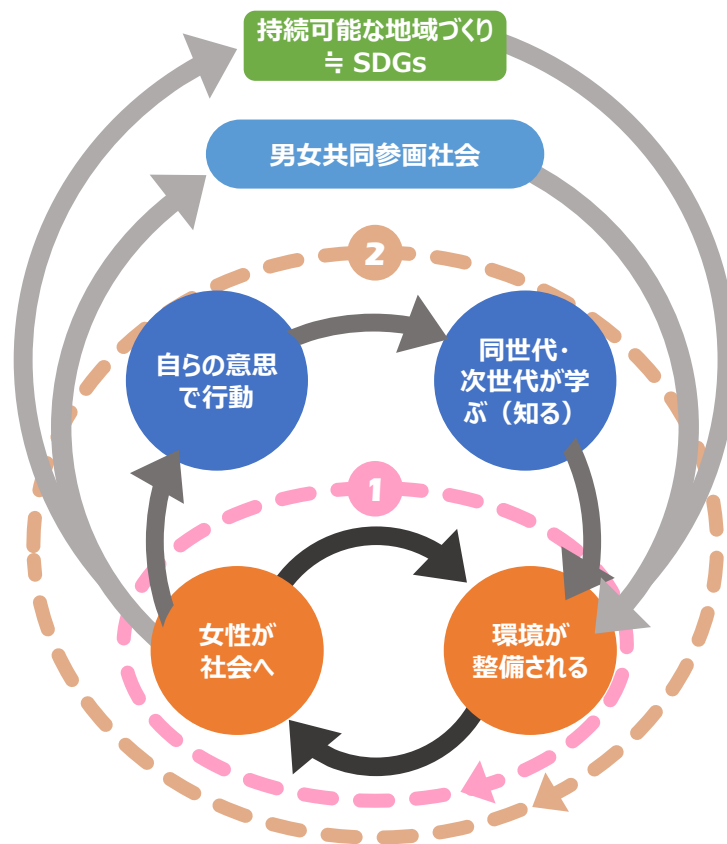 持続可能な地域づくり
≒ SDGs
男女共同参画社会
2
自らの意思
で行動
同世代・
次世代が学
ぶ（知る）
1
女性が
社会へ
環境が
整備される